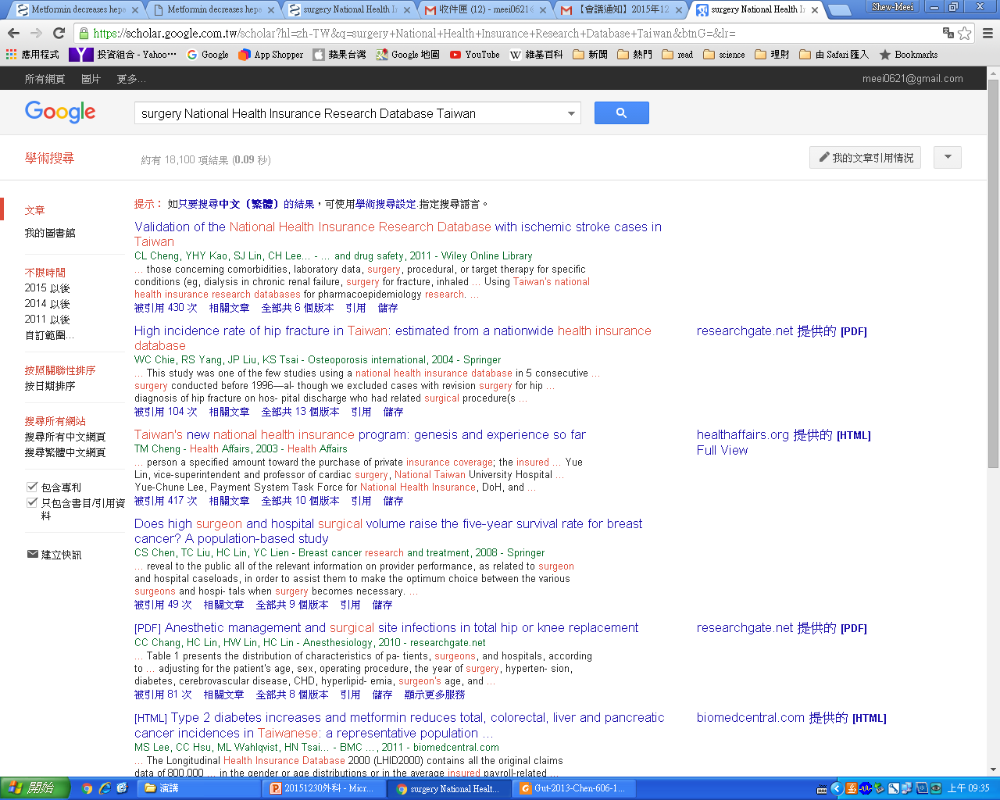 Metformin decreases hepa
Metformin decreases hepa
surgery National Health I
收件匣 (12) - meei0621@
【會議通知】2015年12
surgery National Health I
Shew-Meei
https://scholar.google.com.tw/scholar?hl=zh-TW&q=surgery+National+Health+Insurance+Research+Database+Taiwan&btnG=&lr=
應用程式 投資組合 - Yahoo… Google App Shopper 蘋果台灣 Google 地圖 YouTube 維基百科 新聞 熱門 read science 理財 由 Safari 匯入 Bookmarks
所有網頁 圖片 更多... meei0621@gmail.com
Google surgery National Health Insurance Research Database Taiwan
學術搜尋 約有 18,100 項結果 (0.09 秒) 我的文章引用情況
文章
我的圖書館
不限時間
2015 以後
2014 以後
2011 以後
自訂範圍...
按照關聯性排序
按日期排序
搜尋所有網站
搜尋所有中文網頁
搜尋繁體中文網頁
包含專利
只包含書目/引用資
料
建立快訊
提示： 如只要搜尋中文〔繁體〕的結果，可使用學術搜尋設定.指定搜尋語言。
Validation of the National Health Insurance Research Database with ischemic stroke cases in
Taiwan
CL Cheng, YHY Kao, SJ Lin, CH Lee... - … and drug safety, 2011 - Wiley Online Library
... those concerning comorbidities, laboratory data, surgery, procedural, or target therapy for specific
conditions (eg, dialysis in chronic renal failure, surgery for fracture, inhaled ... Using Taiwan's national
health insurance research databases for pharmacoepidemiology research. ...
被引用 430 次 相關文章 全部共 6 個版本 引用 儲存
High incidence rate of hip fracture in Taiwan: estimated from a nationwide health insurance
database
WC Chie, RS Yang, JP Liu, KS Tsai - Osteoporosis international, 2004 - Springer
... This study was one of the few studies using a national health insurance database in 5 consecutive ...
surgery conducted before 1996—al- though we excluded cases with revision surgery for hip ...
diagnosis of hip fracture on hos- pital discharge who had related surgical procedure(s ...
被引用 104 次 相關文章 全部共 13 個版本 引用 儲存
researchgate.net 提供的 [PDF]
Taiwan's new national health insurance program: genesis and experience so far
TM Cheng - Health Affairs, 2003 - Health Affairs
... person a specified amount toward the purchase of private insurance coverage; the insured ... Yue
Lin, vice-superintendent and professor of cardiac surgery, National Taiwan University Hospital ...
Yue-Chune Lee, Payment System Task Force for National Health Insurance, DoH, and ...
被引用 417 次 相關文章 全部共 10 個版本 引用 儲存
healthaffairs.org 提供的 [HTML]
Full View
Does high surgeon and hospital surgical volume raise the five-year survival rate for breast
cancer? A population-based study
CS Chen, TC Liu, HC Lin, YC Lien - Breast cancer research and treatment, 2008 - Springer
... reveal to the public all of the relevant information on provider performance, as related to surgeon
and hospital caseloads, in order to assist them to make the optimum choice between the various
surgeons and hospi- tals when surgery becomes necessary. ...
被引用 49 次 相關文章 全部共 9 個版本 引用 儲存
[PDF] Anesthetic management and surgical site infections in total hip or knee replacement
CC Chang, HC Lin, HW Lin, HC Lin - Anesthesiology, 2010 - researchgate.net
... Table 1 presents the distribution of characteristics of pa- tients, surgeons, and hospitals, according
to ... adjusting for the patient's age, sex, operating procedure, the year of surgery, hyperten- sion,
diabetes, cerebrovascular disease, CHD, hyperlipid- emia, surgeon's age, and ...
被引用 81 次 相關文章 全部共 8 個版本 引用 儲存 顯示更多服務
researchgate.net 提供的 [PDF]
[HTML] Type 2 diabetes increases and metformin reduces total, colorectal, liver and pancreatic
cancer incidences in Taiwanese: a representative population …
MS Lee, CC Hsu, ML Wahlqvist, HN Tsai... - BMC …, 2011 - biomedcentral.com
... The Longitudinal Health Insurance Database 2000 (LHID2000) contains all the original claims
data of 800,000 ... in the gender or age distributions or in the average insured payroll-related ...
biomedcentral.com 提供的 [HTML]
開始 演講 20151230外科 - Micr... surgery National Healt... Gut-2013-Chen-606-1... 上午 09:35